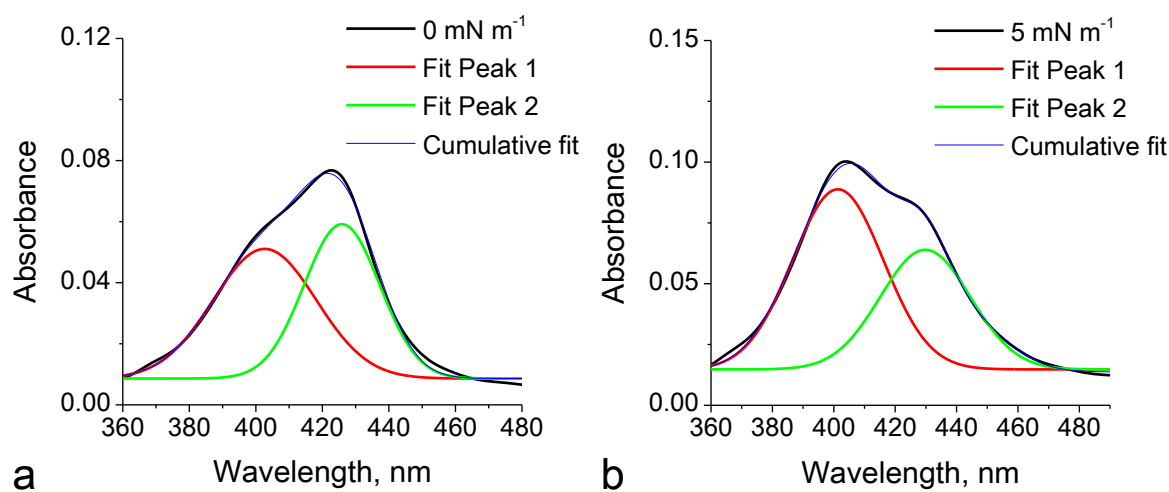 0 mN m⁻¹
Fit Peak 1
Fit Peak 2
Cumulative fit
Absorbance
0.12
0.08
0.04
0.00
360 380 400 420 440 460 480
Wavelength, nm
a
5 mN m⁻¹
Fit Peak 1
Fit Peak 2
Cumulative fit
Absorbance
0.15
0.10
0.05
0.00
360 380 400 420 440 460 480
Wavelength, nm
b